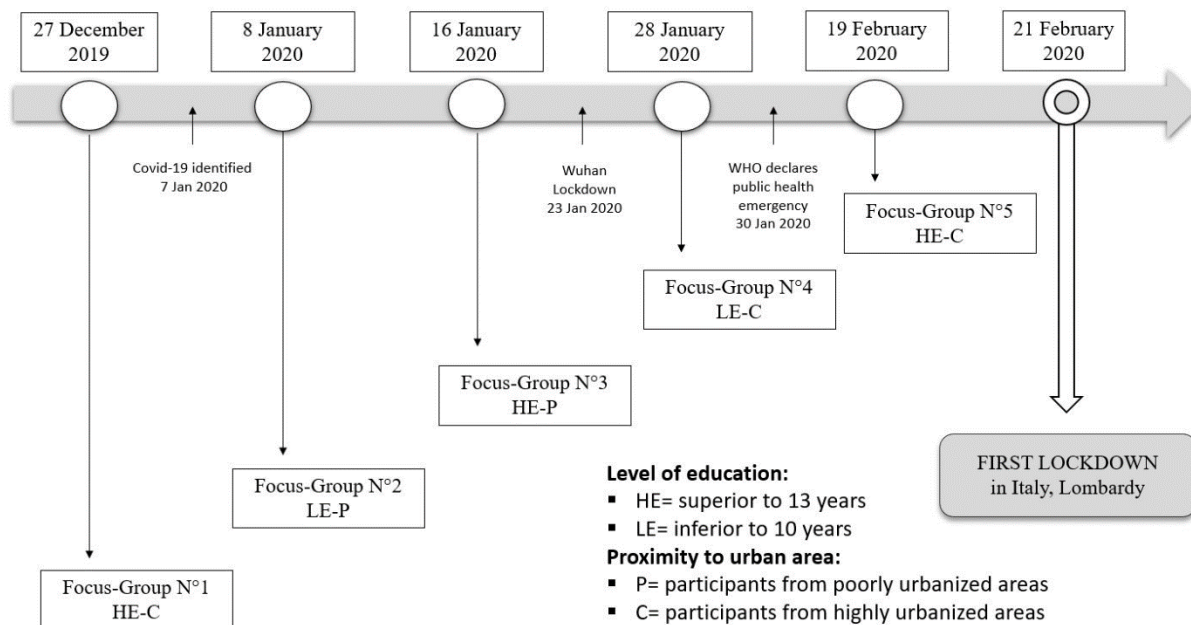 27 December
2019
8 January
2020
16 January
2020
28 January
2020
19 February
2020
21 February
2020
Covid-19 identified
7 Jan 2020
Wuhan
Lockdown
23 Jan 2020
WHO declares
public health
emergency
30 Jan 2020
Focus-Group N°5
HE-C
Focus-Group N°4
LE-C
Focus-Group N°3
HE-P
Focus-Group N°2
LE-P
Focus-Group N°1
HE-C
FIRST LOCKDOWN
in Italy, Lombardy
Level of education:
▪ HE= superior to 13 years
▪ LE= inferior to 10 years
Proximity to urban area:
▪ P= participants from poorly urbanized areas
▪ C= participants from highly urbanized areas